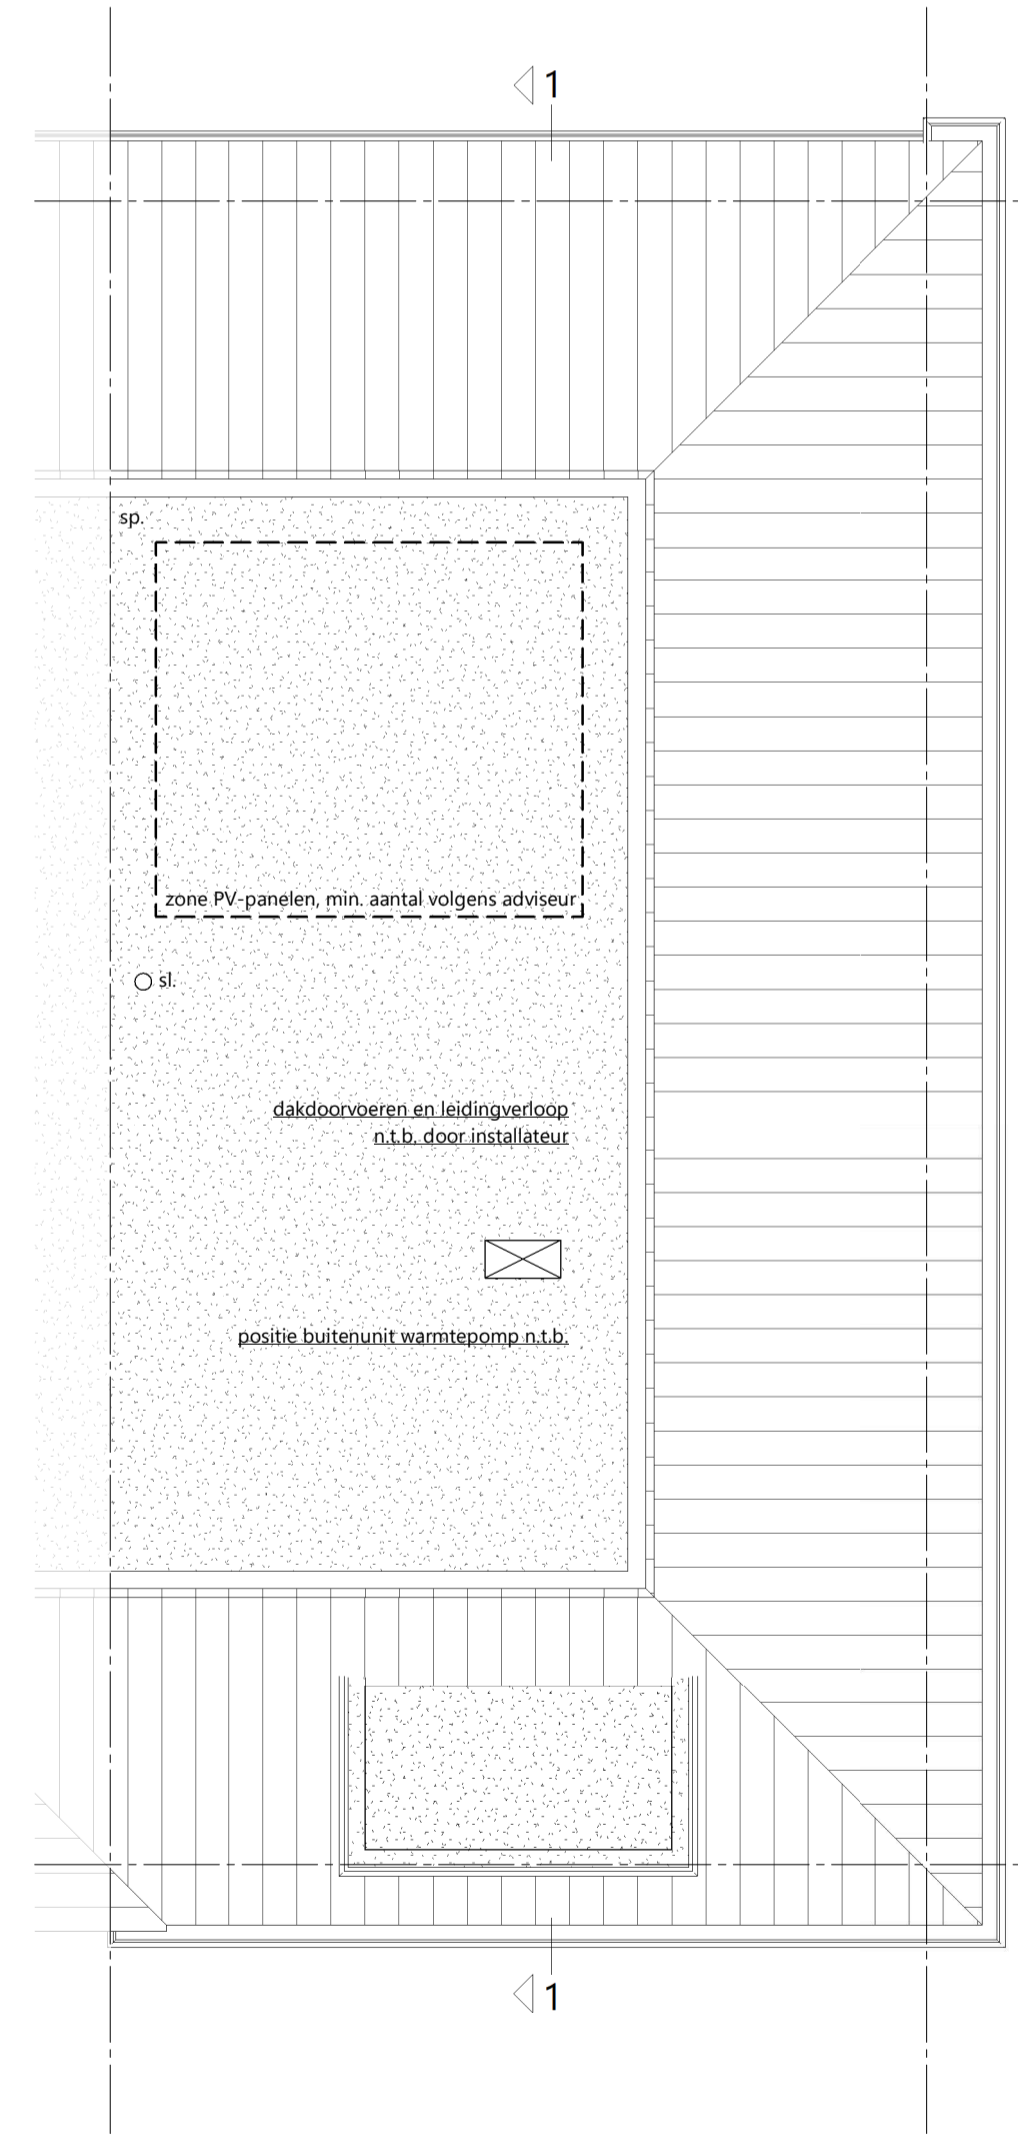 1
sp.
zone PV-panelen, min. aantal volgens adviseur
sl.
dakdoorvoeren en leidingverloop
n.t.b. door installateur
positie buitenunit warmtepomp n.t.b.
1